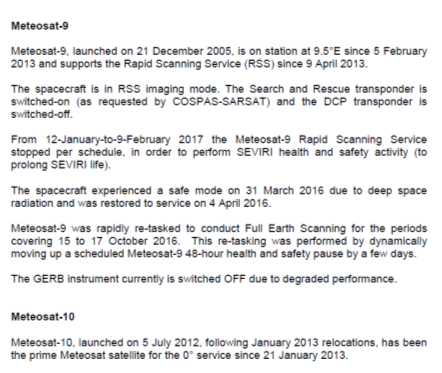 Meteosat-9
Meteosat-9, launched on 21 December 2005, is on station at 9.5°E since 5 February
2013 and supports the Rapid Scanning Service (RSS) since 9 April 2013.
The spacecraft is in RSS imaging mode. The Search and Rescue transponder is
switched-on (as requested by COSPAS-SARSAT) and the DCP transponder is
switched-off.
From 12-January-to-9-February 2017 the Meteosat-9 Rapid Scanning Service
stopped per schedule, in order to perform SEVIRI health and safety activity (to
prolong SEVIRI life).
The spacecraft experienced a safe mode on 31 March 2016 due to deep space
radiation and was restored to service on 4 April 2016.
Meteosat-9 was rapidly re-tasked to conduct Full Earth Scanning for the periods
covering 15 to 17 October 2016. This re-tasking was performed by dynamically
moving up a scheduled Meteosat-9 48-hour health and safety pause by a few days.
The GERB instrument currently is switched OFF due to degraded performance.
Meteosat-10
Meteosat-10, launched on 5 July 2012, following January 2013 relocations, has been
the prime Meteosat satellite for the 0° service since 21 January 2013.